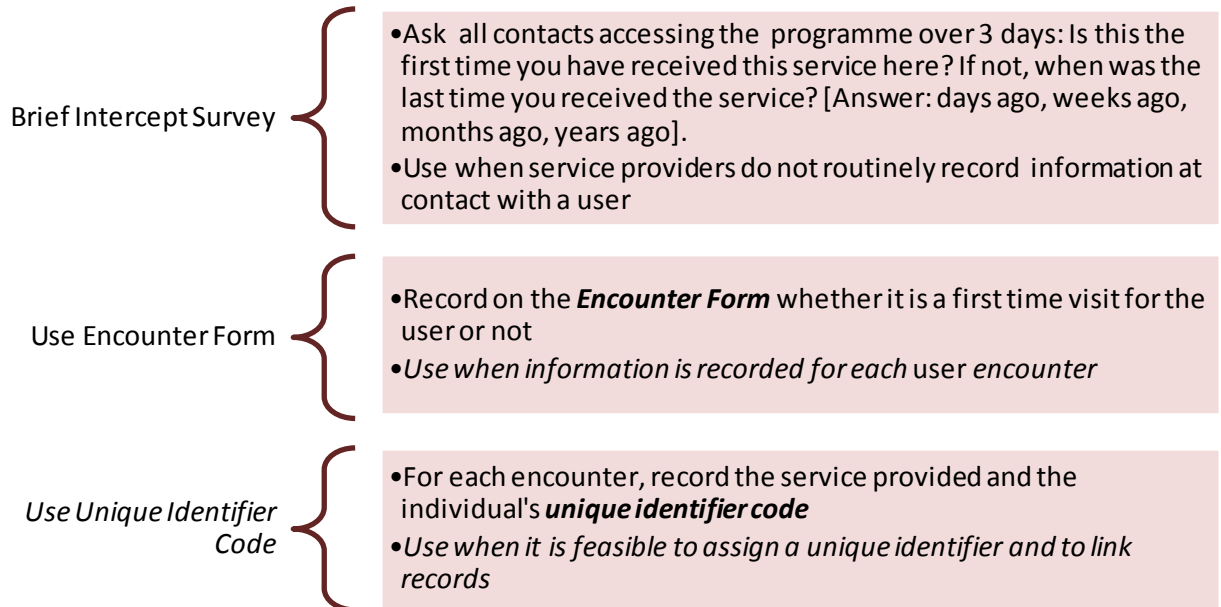 Brief Intercept Survey
•Ask all contacts accessing the programme over 3 days: Is this the
first time you have received this service here? If not, when was the
last time you received the service? [Answer: days ago, weeks ago,
months ago, years ago].
•Use when service providers do not routinely record information at
contact with a user
Use Encounter Form
•Record on the Encounter Form whether it is a first time visit for the
user or not
•Use when information is recorded for each user encounter
Use Unique Identifier
Code
•For each encounter, record the service provided and the
individual's unique identifier code
•Use when it is feasible to assign a unique identifier and to link
records